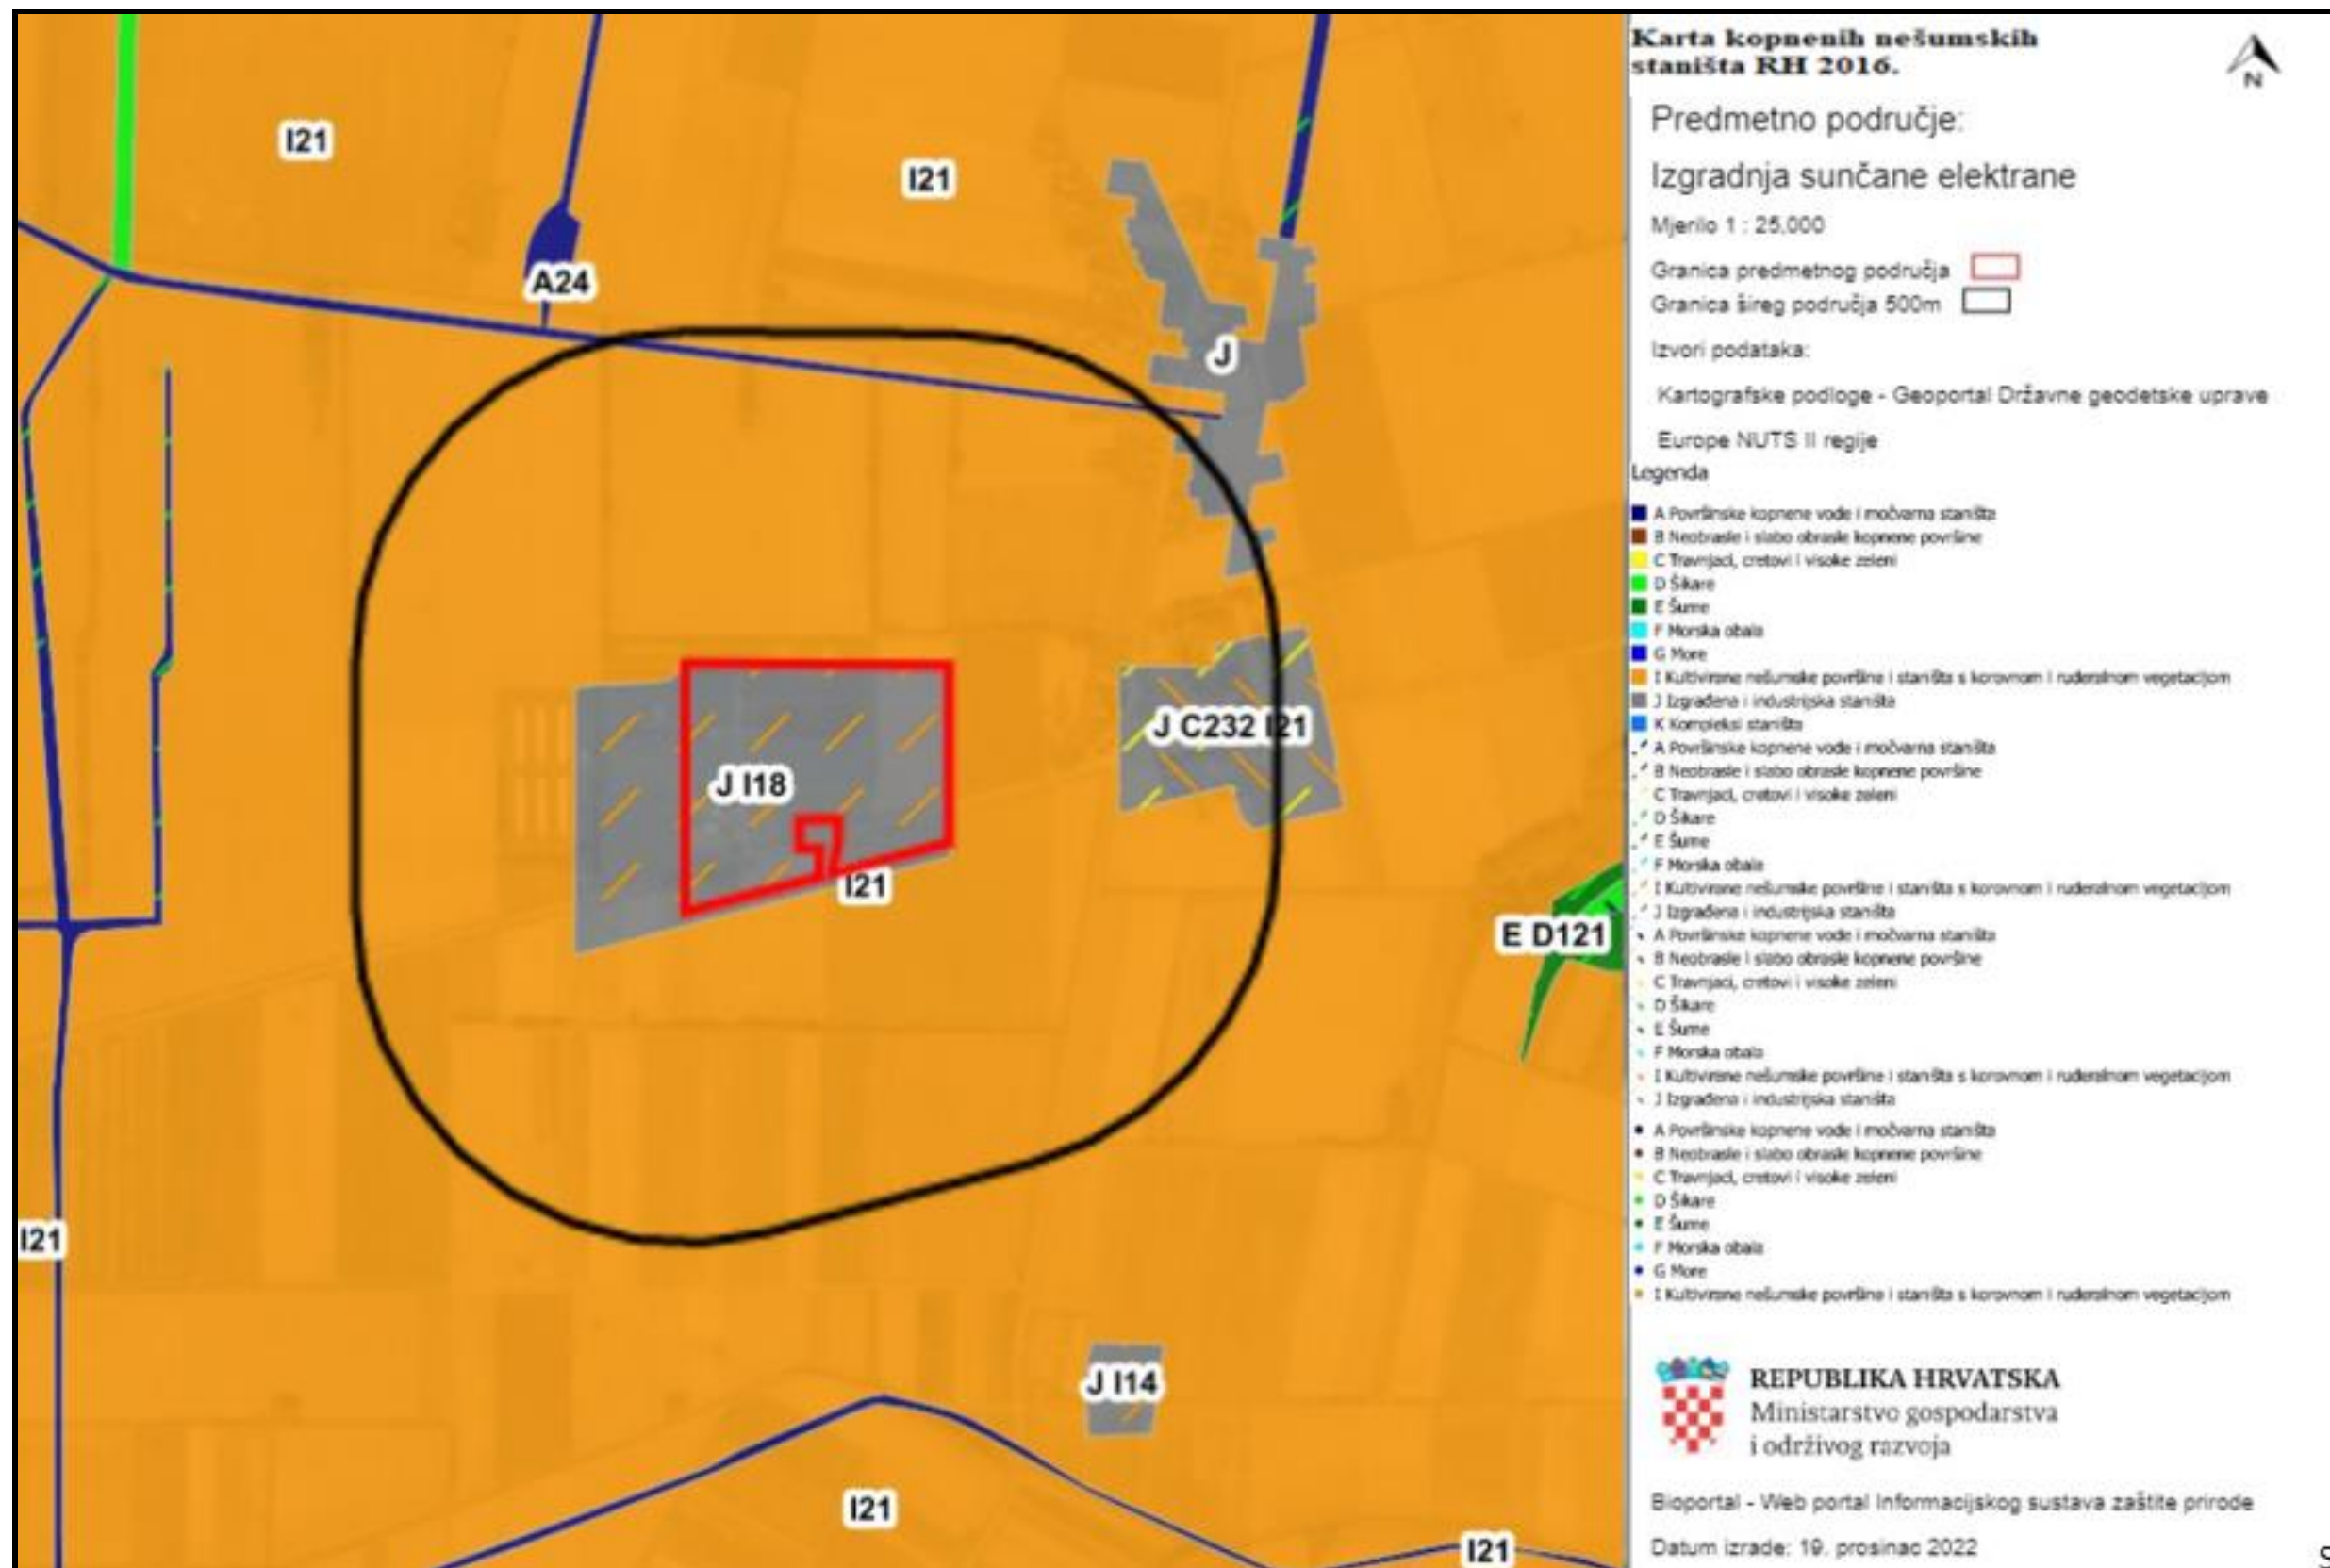 I21
I21
A24
J
J C232 I21
J I18
I21
E D121
I21
J I14
I21
I21
Karta kopnenih nešumskih
staništa RH 2016.
N
Predmetno područje:
Izgradnja sunčane elektrane
Mjerilo 1 : 25.000
Granica predmetnog područja
Granica šireg područja 500m
Izvori podataka:
Kartografske podloge - Geoportal Državne geodetske uprave
Europe NUTS II regije
Legenda
A Površinske kopnene vode i močvarna staništa
B Neobrasle i slabo obrasle kopnene površine
C Travnjaci, cretovi i visoke zeleni
D Šikare
E Šume
F Morska obala
G More
I Kultivirane nešumske površine i staništa s korovnom i ruderalnom vegetacijom
J Izgrađena i industrijska staništa
K Kompleksi staništa
A Površinske kopnene vode i močvarna staništa
B Neobrasle i slabo obrasle kopnene površine
C Travnjaci, cretovi i visoke zeleni
D Šikare
E Šume
F Morska obala
I Kultivirane nešumske površine i staništa s korovnom i ruderalnom vegetacijom
J Izgrađena i industrijska staništa
A Površinske kopnene vode i močvarna staništa
B Neobrasle i slabo obrasle kopnene površine
C Travnjaci, cretovi i visoke zeleni
D Šikare
E Šume
F Morska obala
I Kultivirane nešumske površine i staništa s korovnom i ruderalnom vegetacijom
J Izgrađena i industrijska staništa
A Površinske kopnene vode i močvarna staništa
B Neobrasle i slabo obrasle kopnene površine
C Travnjaci, cretovi i visoke zeleni
D Šikare
E Šume
F Morska obala
G More
I Kultivirane nešumske površine i staništa s korovnom i ruderalnom vegetacijom
REPUBLIKA HRVATSKA
Ministarstvo gospodarstva
i održivog razvoja
Bioportal - Web portal Informacijskog sustava zaštite prirode
Datum izrade: 19. prosinac 2022